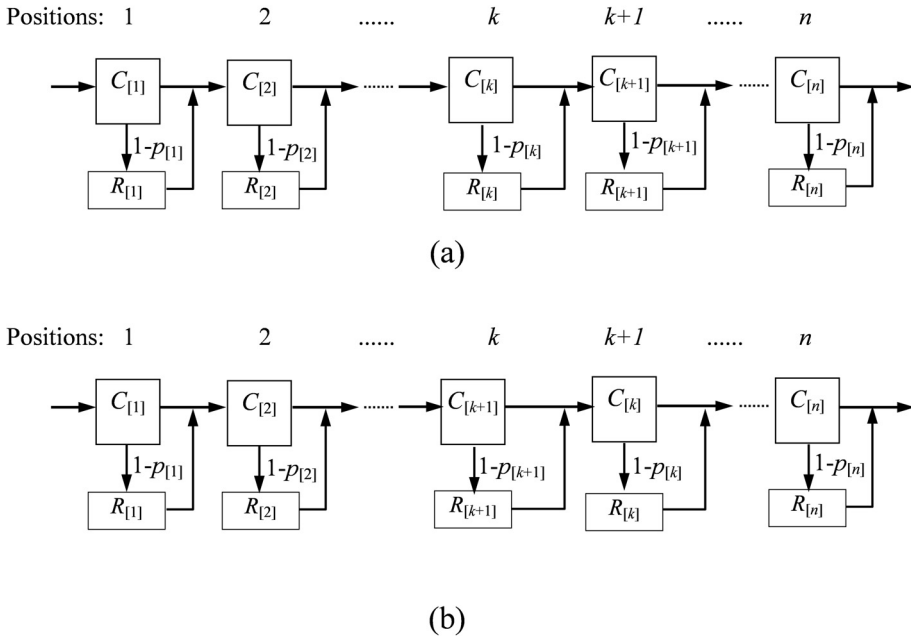 Positions: 1 2 ...... k k+1 ...... n
C[1] C[2] ........ C[k] C[k+1] ....... C[n]
1-p[1] 1-p[2] 1-p[k] 1-p[k+1] 1-p[n]
R[1] R[2] R[k] R[k+1] R[n]
(a)
Positions: 1 2 ...... k k+1 ...... n
C[1] C[2] ........ C[k+1] C[k] ....... C[n]
1-p[1] 1-p[2] 1-p[k+1] 1-p[k] 1-p[n]
R[1] R[2] R[k+1] R[k] R[n]
(b)